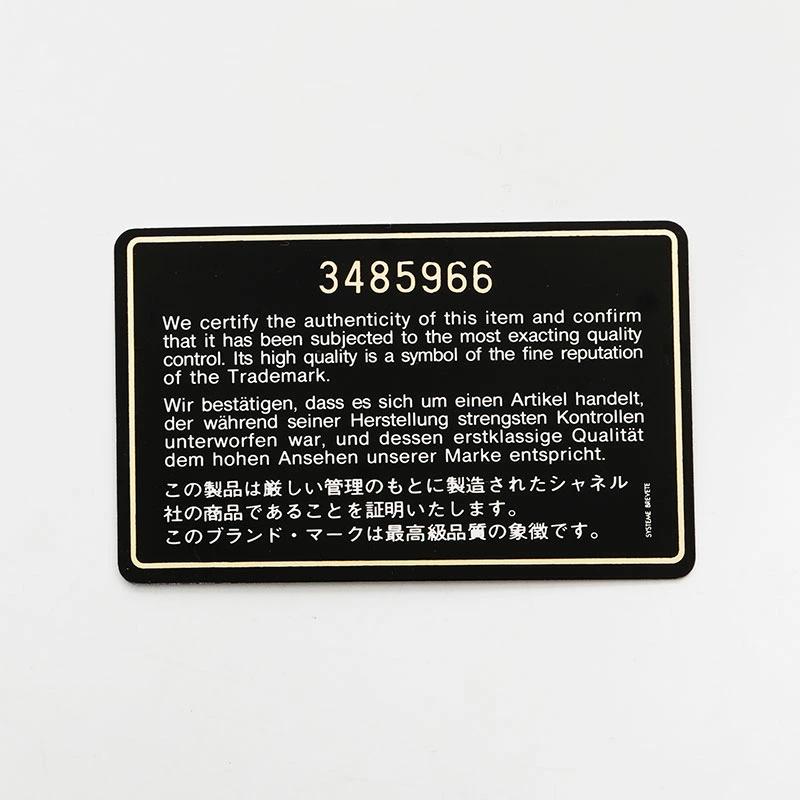 3485966
We certify the authenticity of this item and confirm
that it has been subjected to the most exacting quality
control. Its high quality is a symbol of the fine reputation
of the Trademark.
Wir bestätigen, dass es sich um einen Artikel handelt,
der während seiner Herstellung strengsten Kontrollen
unterworfen war, und dessen erstklassige Qualität
dem hohen Ansehen unserer Marke entspricht.
この製品は厳しい管理のもとに製造されたシャネル
社の商品であることを証明いたします。
このブランド・マークは最高級品質の象徴です。
SYSTEME BREVETE